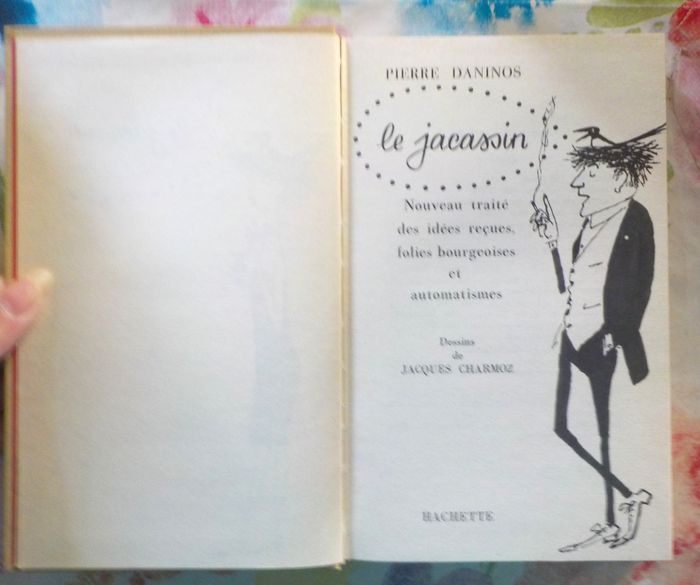 PIERRE DANINOS
le jacassin
Nouveau traité
des idées reçues,
folies bourgeoises
et
automatismes
Dessins
de
JACQUES CHARMOZ
HACHETTE